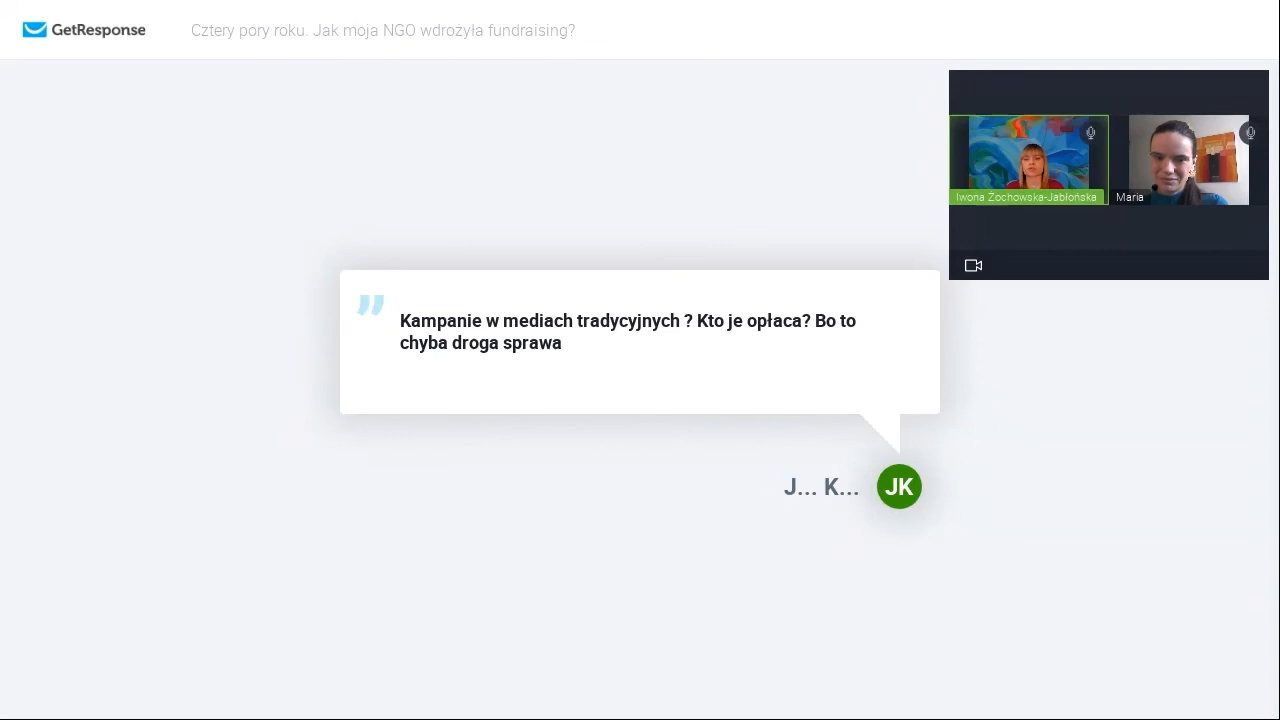 GetResponse
Cztery pory roku. Jak moja NGO wdrożyła fundraising?
Iwona Żochowska-Jabłońska
Maria
Kampanie w mediach tradycyjnych ? Kto je opłaca? Bo to
chyba droga sprawa
J... K...
JK